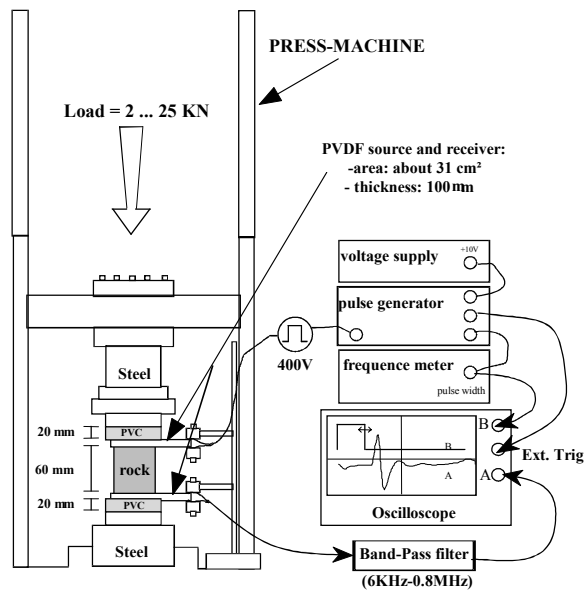 PRESS-MACHINE
Load = 2 ... 25 KN
PVDF source and receiver:
-area: about 31 cm²
- thickness: 100mm
voltage supply
+10V
pulse generator
400V
frequence meter
pulse width
Steel
20 mm
PVC
60 mm
rock
20 mm
PVC
Steel
B
B
Ext. Trig
A
A
Oscilloscope
Band-Pass filter
(6KHz-0.8MHz)